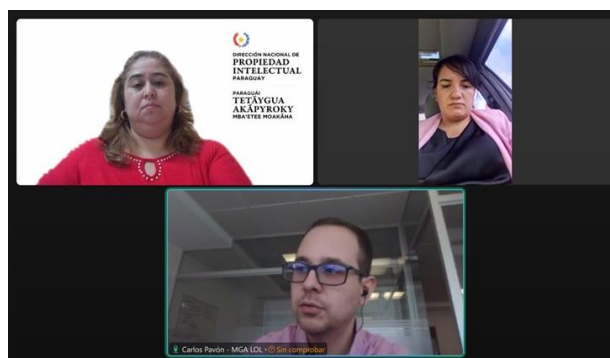 DIRECCIÓN NACIONAL DE
PROPIEDAD
INTELECTUAL
PARAGUAY
PARAGUÁI
TETÃYGUA
AKÃPYROKY
MBA'ETEE MOAKÃHA
Carlos Pavón - MGA LOL • Sin comprobar